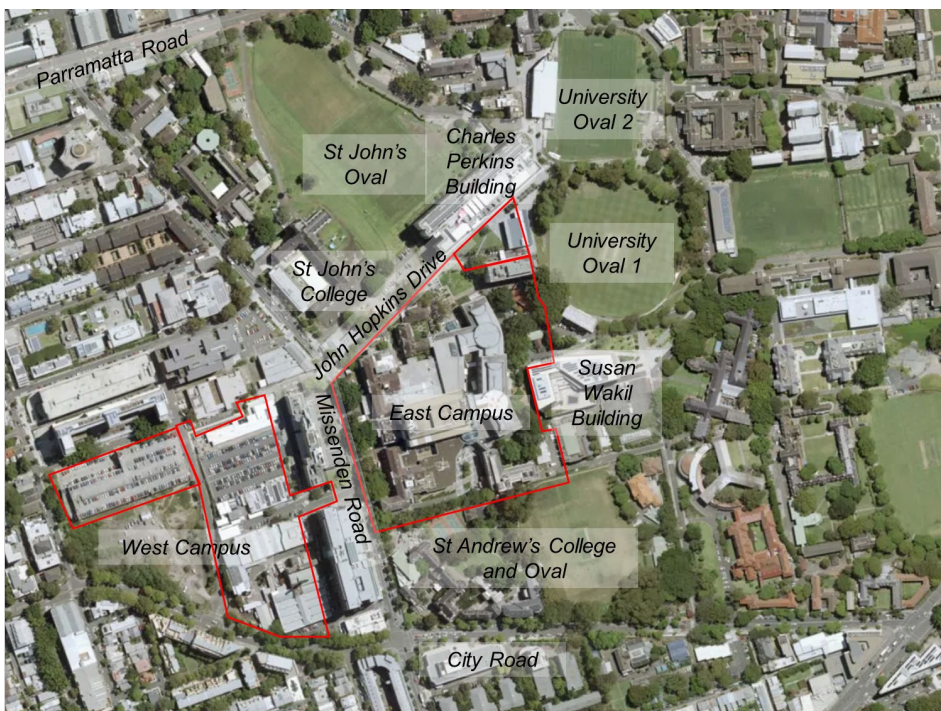 Parramatta Road
University
Oval 2
Charles
Perkins
Building
St John's
Oval
University
Oval 1
St John's
College
John Hopkins Drive
Susan
Wakil
Building
East Campus
Missenden Road
West Campus
St Andrew's College
and Oval
City Road